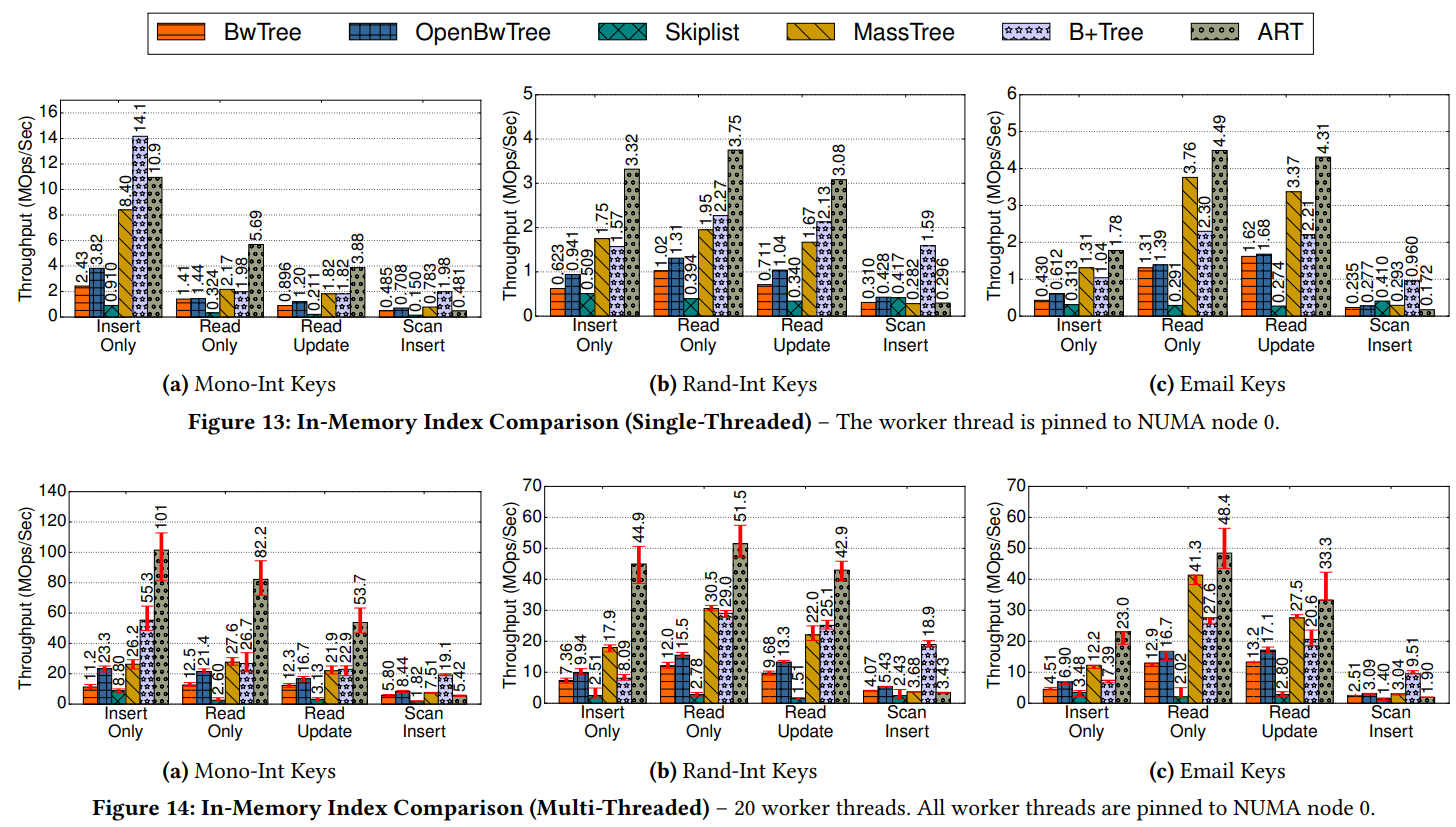 BwTree OpenBwTree Skiplist MassTree B+Tree ART
Throughput (MOps/Sec)
16
14
12
10
8
6
4
2
0
2.43 3.82 0.910 8.40 14.1 10.9
1.41 1.44 0.324 2.17 1.98 5.69
0.896 1.20 0.211 1.82 1.82 3.88
0.485 0.708 0.150 0.783 1.98 0.481
Insert Read Read Scan
Only Only Update Insert
(a) Mono-Int Keys
Throughput (MOps/Sec)
5
4
3
2
1
0
0.623 0.941 0.509 1.75 1.57 3.32
1.02 1.31 0.394 1.95 2.27 3.75
0.711 1.04 0.340 1.67 2.13 3.08
0.310 0.428 0.417 0.282 1.59 0.296
Insert Read Read Scan
Only Only Update Insert
(b) Rand-Int Keys
Throughput (MOps/Sec)
6
5
4
3
2
1
0
0.430 0.612 0.313 1.31 1.04 1.78
1.31 1.39 0.291 3.76 2.30 4.49
1.62 1.68 0.274 3.37 2.21 4.31
0.235 0.277 0.410 0.293 0.960 0.172
Insert Read Read Scan
Only Only Update Insert
(c) Email Keys
Figure 13: In-Memory Index Comparison (Single-Threaded) – The worker thread is pinned to NUMA node 0.
Throughput (MOps/Sec)
140
120
100
80
60
40
20
0
11.2 23.3 8.80 26.2 55.3 101
12.5 21.4 2.60 27.6 26.7 82.2
12.3 16.7 3.13 21.9 22.9 53.7
5.80 8.44 1.82 7.51 19.1 5.42
Insert Read Read Scan
Only Only Update Insert
(a) Mono-Int Keys
Throughput (MOps/Sec)
70
60
50
40
30
20
10
0
7.36 9.94 2.51 17.9 8.09 44.9
12.0 15.5 2.78 30.5 29.0 51.5
9.68 13.3 1.51 22.0 25.1 42.9
4.07 5.43 2.43 3.68 18.9 3.43
Insert Read Read Scan
Only Only Update Insert
(b) Rand-Int Keys
Throughput (MOps/Sec)
70
60
50
40
30
20
10
0
4.51 6.90 3.48 12.2 7.39 23.0
12.9 16.7 2.02 41.3 27.6 48.4
13.2 17.1 2.80 27.5 20.6 33.3
2.51 3.09 1.40 3.04 9.51 1.90
Insert Read Read Scan
Only Only Update Insert
(c) Email Keys
Figure 14: In-Memory Index Comparison (Multi-Threaded) – 20 worker threads. All worker threads are pinned to NUMA node 0.